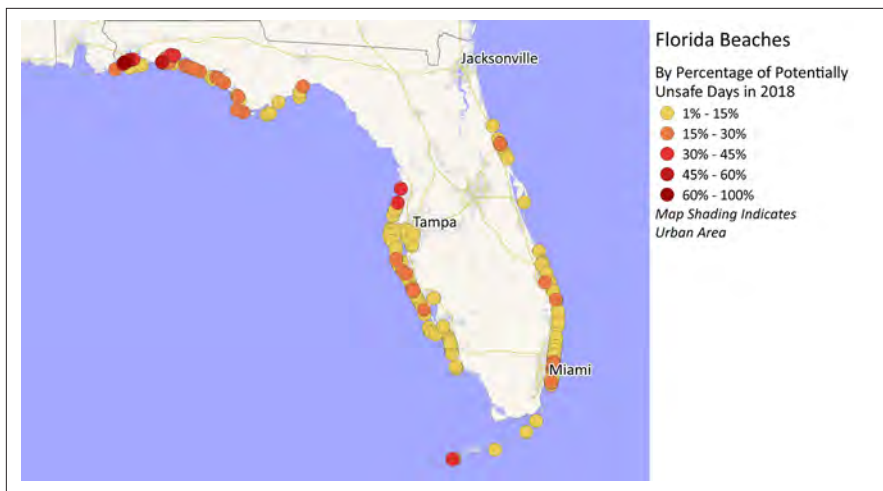 Jacksonville
Tampa
Miami
Florida Beaches
By Percentage of Potentially
Unsafe Days in 2018
1% - 15%
15% - 30%
30% - 45%
45% - 60%
60% - 100%
Map Shading Indicates
Urban Area